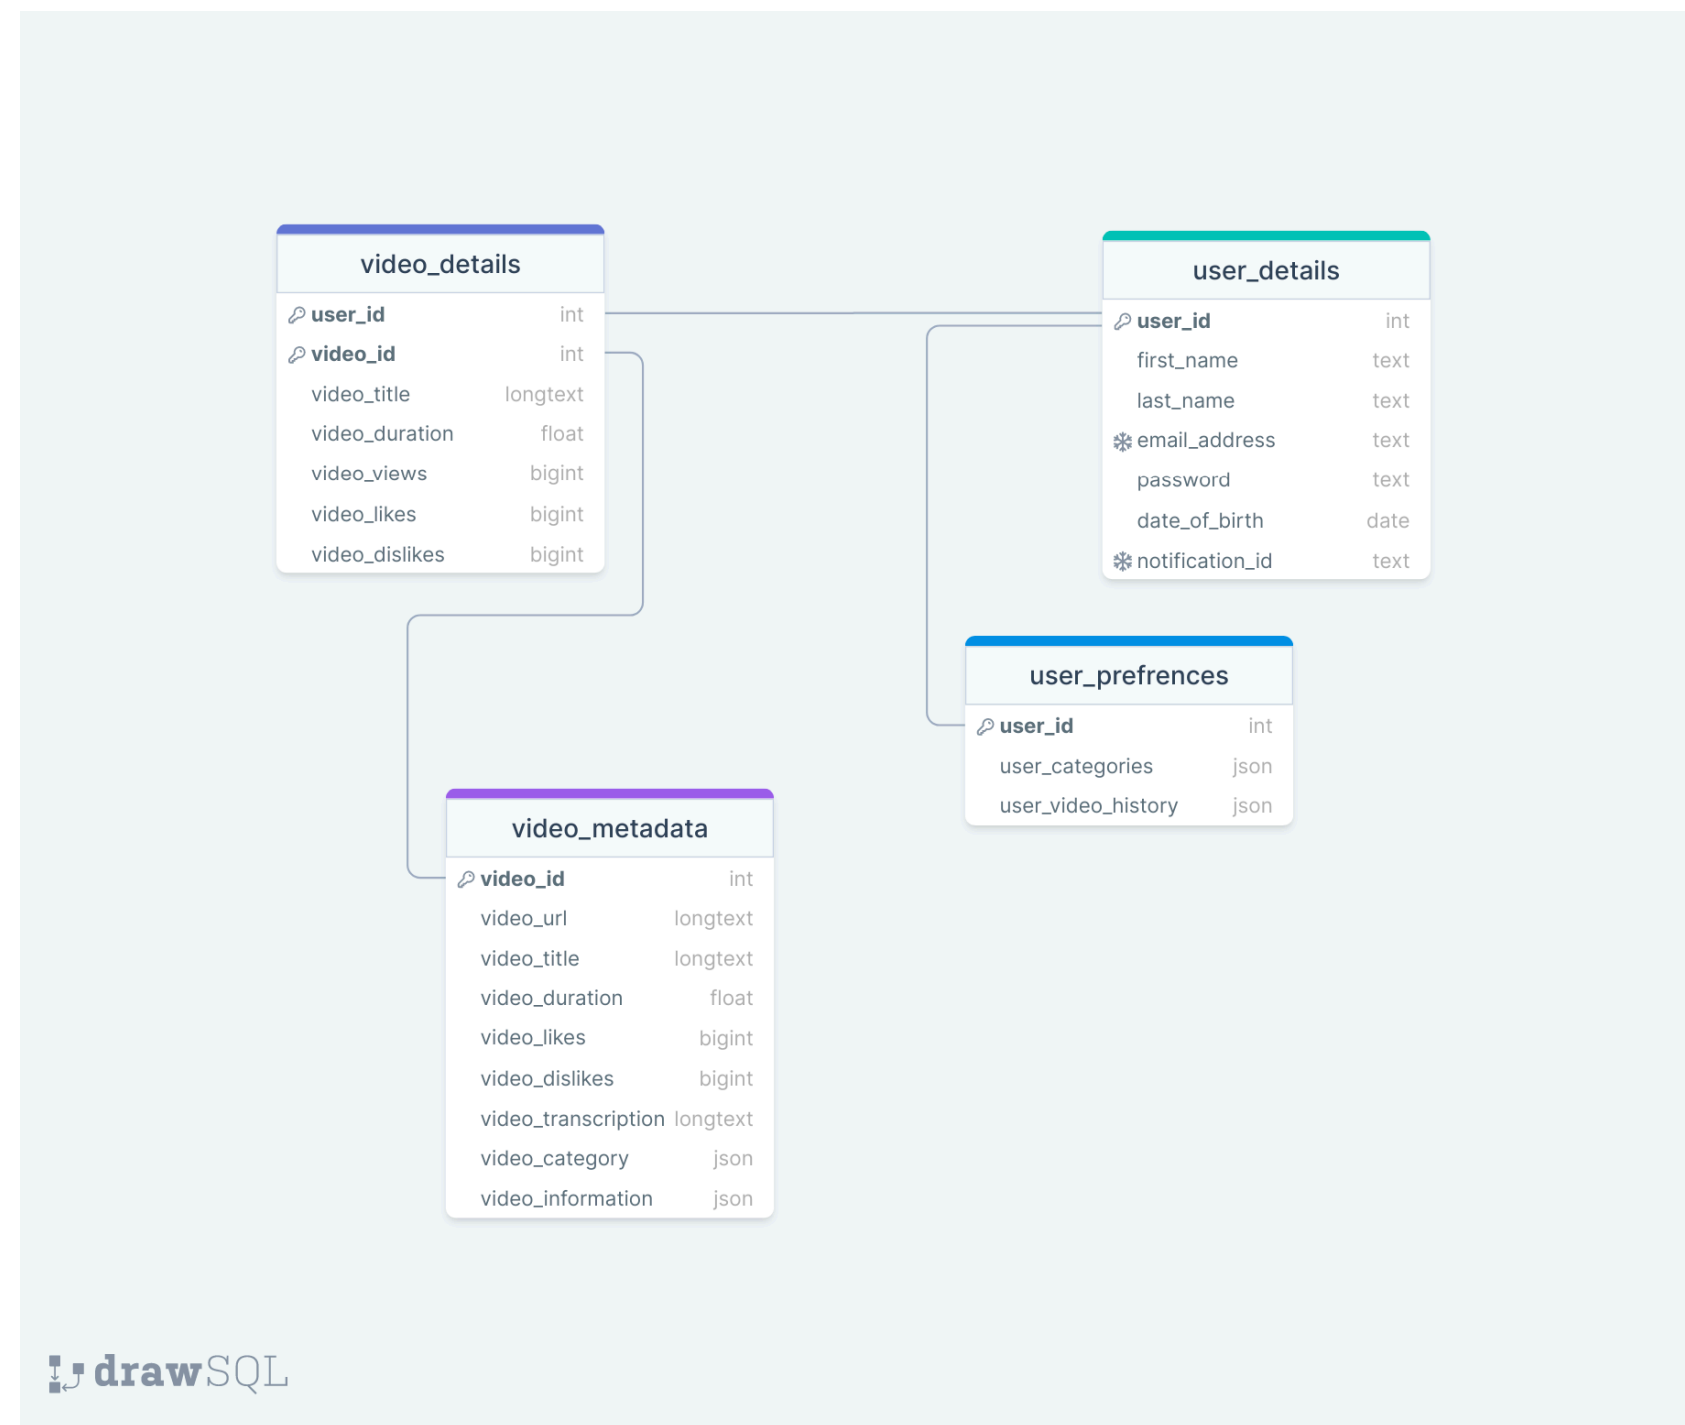 video_details
user_id int
video_id int
video_title longtext
video_duration float
video_views bigint
video_likes bigint
video_dislikes bigint
user_details
user_id int
first_name text
last_name text
email_address text
password text
date_of_birth date
notification_id text
user_prefrences
user_id int
user_categories json
user_video_history json
video_metadata
video_id int
video_url longtext
video_title longtext
video_duration float
video_likes bigint
video_dislikes bigint
video_transcription longtext
video_category json
video_information json
drawSQL